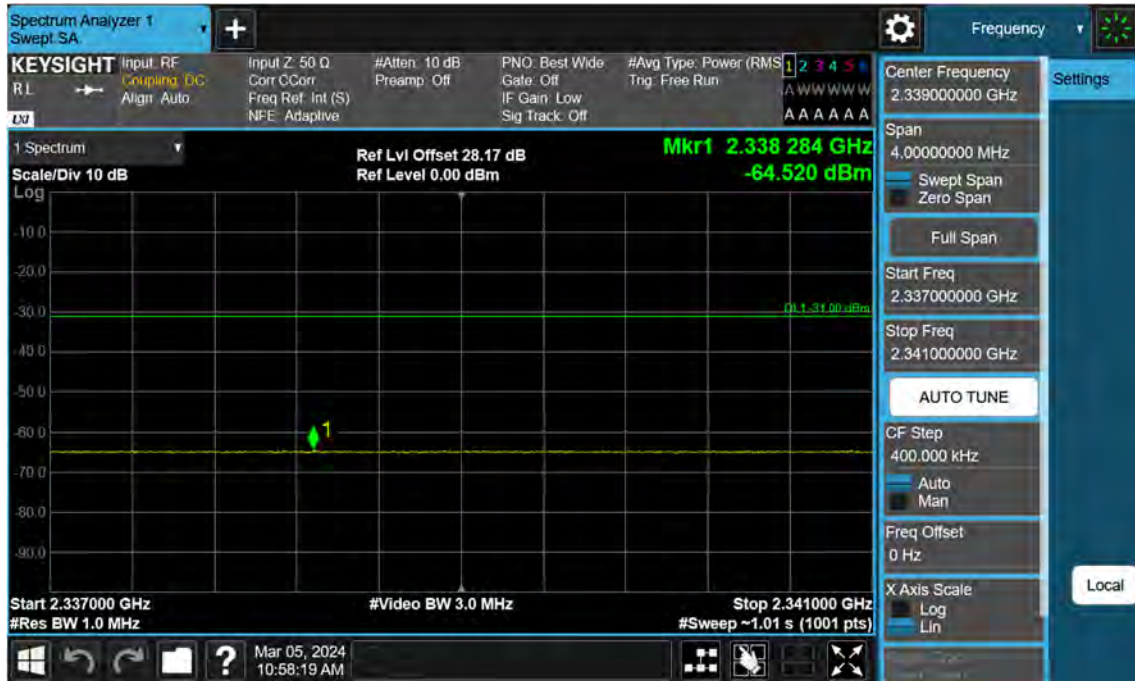 Spectrum Analyzer 1
Swept SA
Frequency
KEYSIGHT
RL
LXI
Input: RF
Coupling: DC
Align: Auto
Input Z: 50 Ω
Corr CCorr
Freq Ref: Int (S)
NFE: Adaptive
#Atten: 10 dB
Preamp: Off
PNO: Best Wide
Gate: Off
IF Gain: Low
Sig Track: Off
#Avg Type: Power (RMS
Trig: Free Run
1 2 3 4 5 6
A W W W W W
A A A A A A
1 Spectrum
Scale/Div 10 dB
Ref Lvl Offset 28.17 dB
Ref Level 0.00 dBm
Mkr1 2.338 284 GHz
-64.520 dBm
Log
-10.0
-20.0
-30.0
-40.0
-50.0
-60.0
-70.0
-80.0
-90.0
DL1 -31.00 dBm
1
Start 2.337000 GHz
#Res BW 1.0 MHz
#Video BW 3.0 MHz
Stop 2.341000 GHz
#Sweep ~1.01 s (1001 pts)
Mar 05, 2024
10:58:19 AM
Center Frequency
2.339000000 GHz
Span
4.00000000 MHz
Swept Span
Zero Span
Full Span
Start Freq
2.337000000 GHz
Stop Freq
2.341000000 GHz
AUTO TUNE
CF Step
400.000 kHz
Auto
Man
Freq Offset
0 Hz
X Axis Scale
Log
Lin
Settings
Local